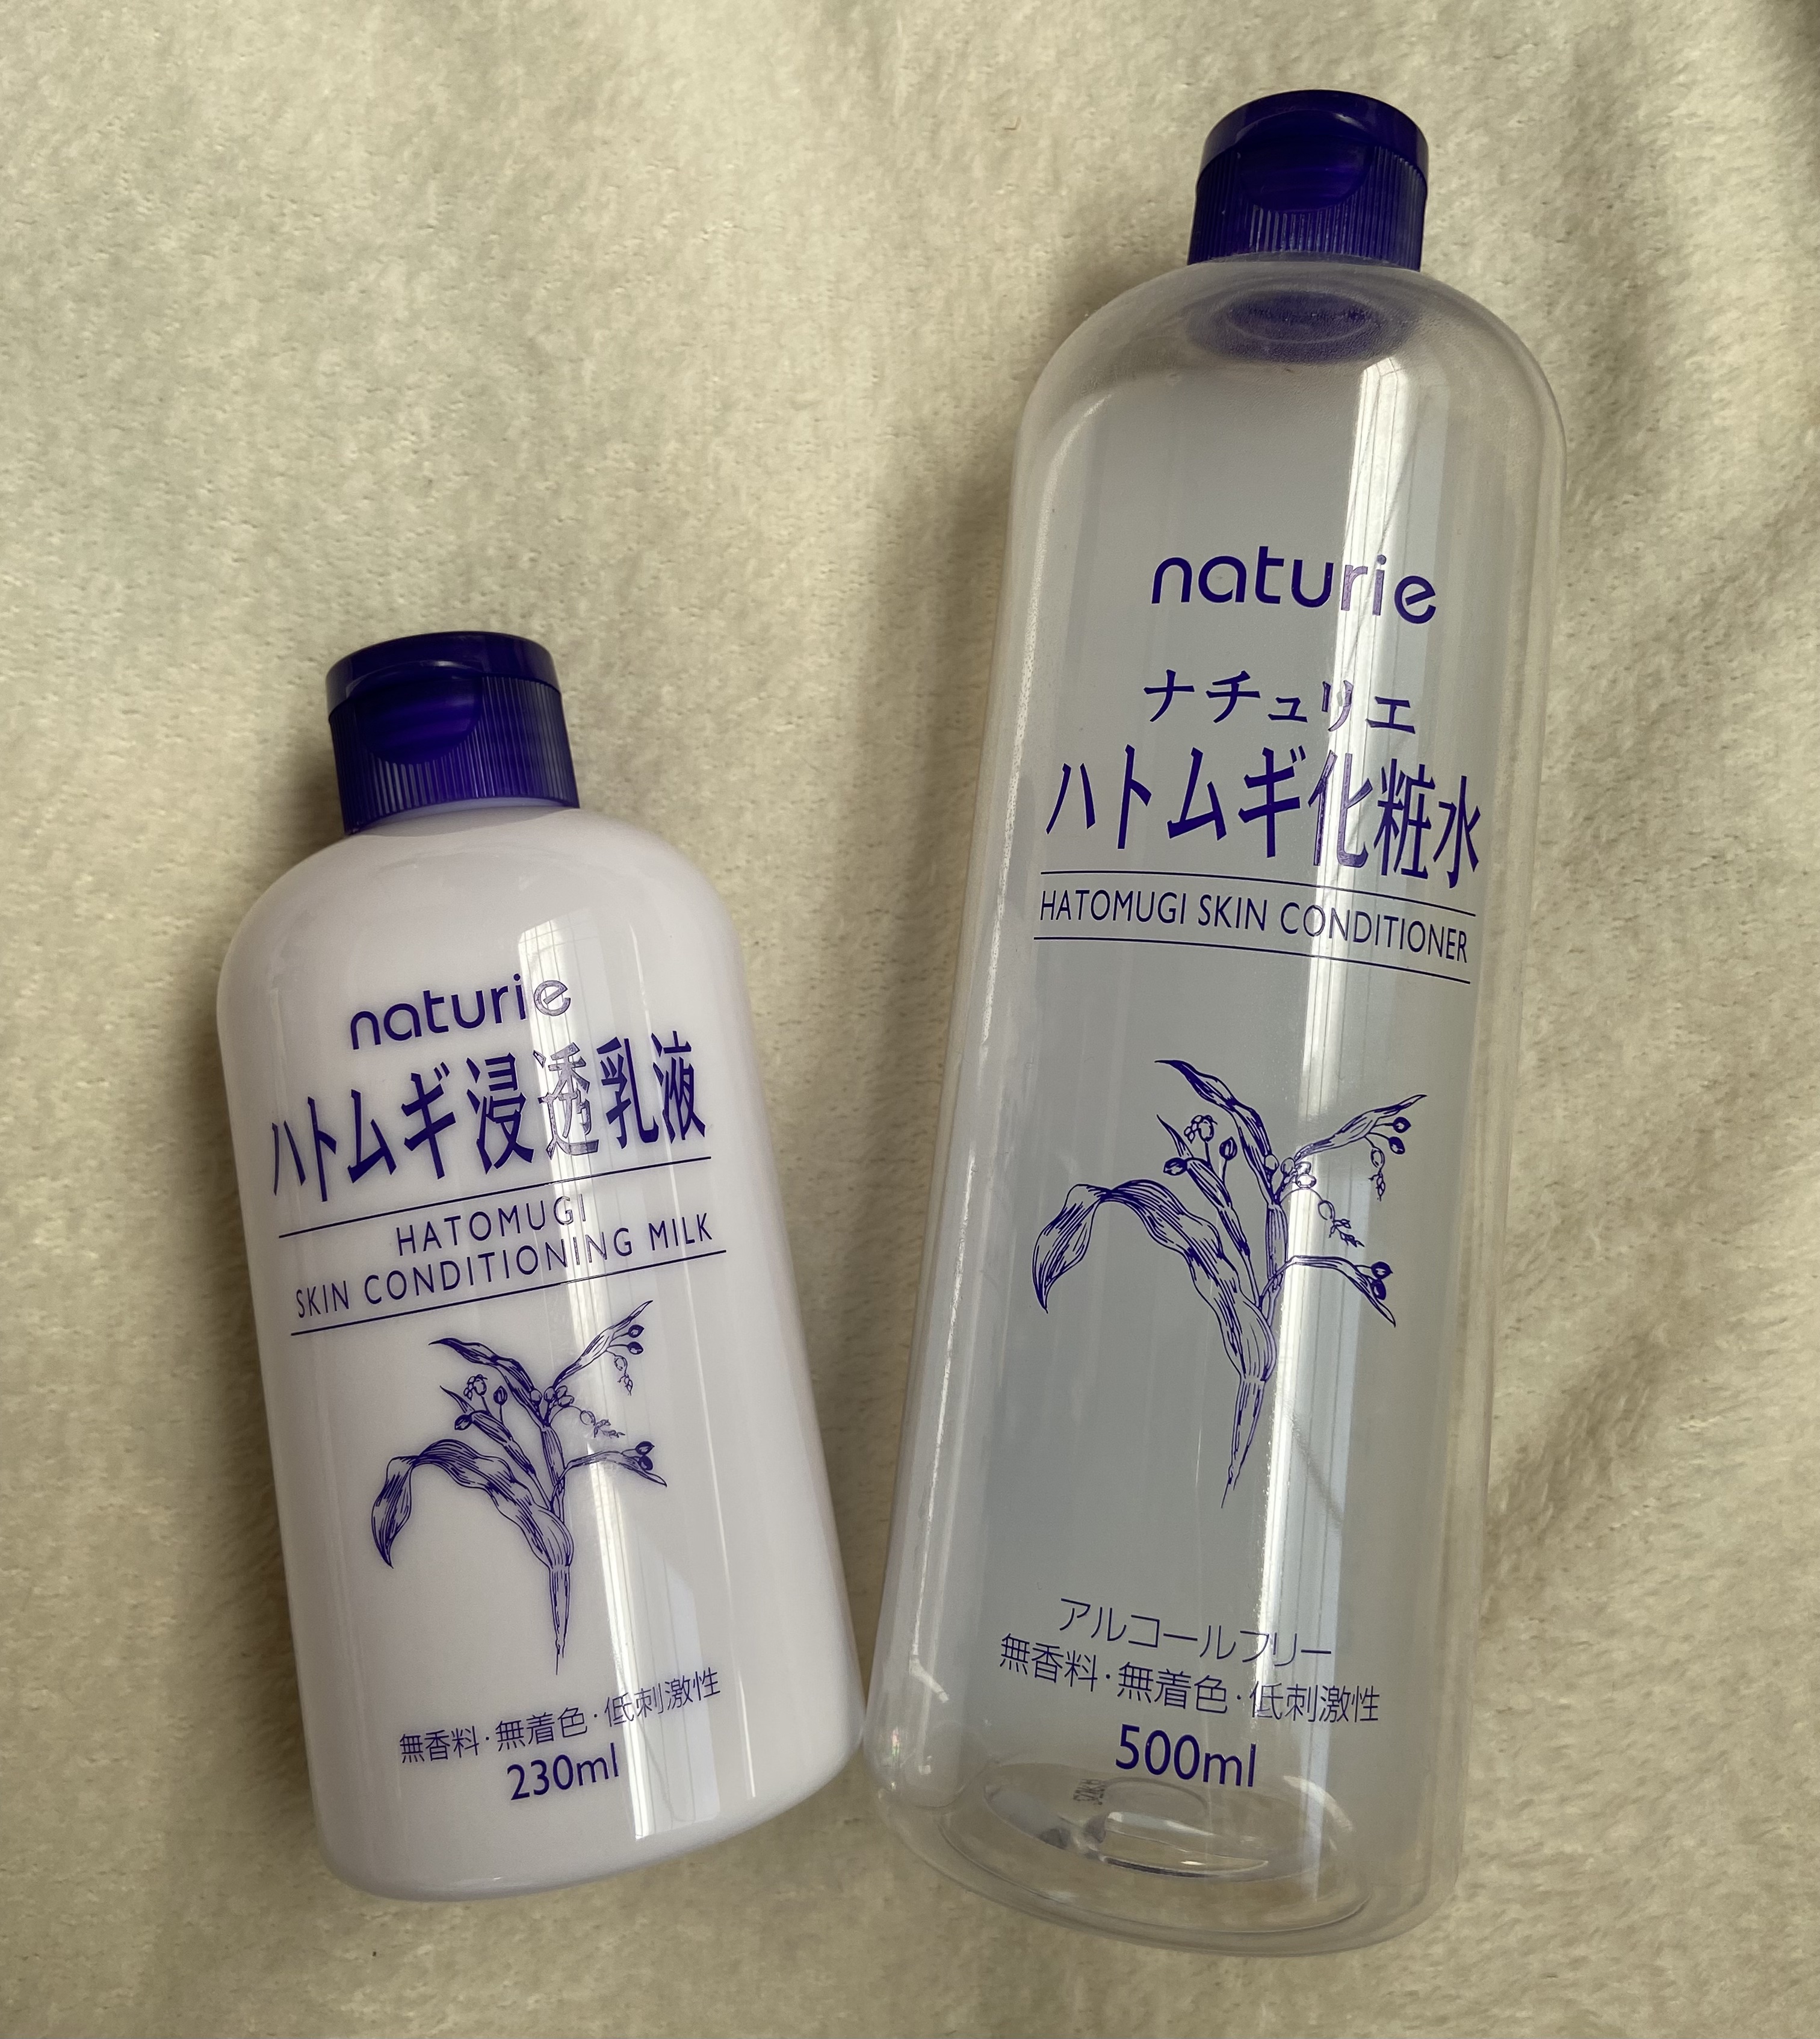 naturie
ハトムギ浸透乳液
HATOMUGI
SKIN CONDITIONING MILK
無香料・無着色・低刺激性
230ml
naturie
ナチュリエ
ハトムギ化粧水
HATOMUGI SKIN CONDITIONER
アルコールフリー
無香料・無着色・低刺激性
500ml